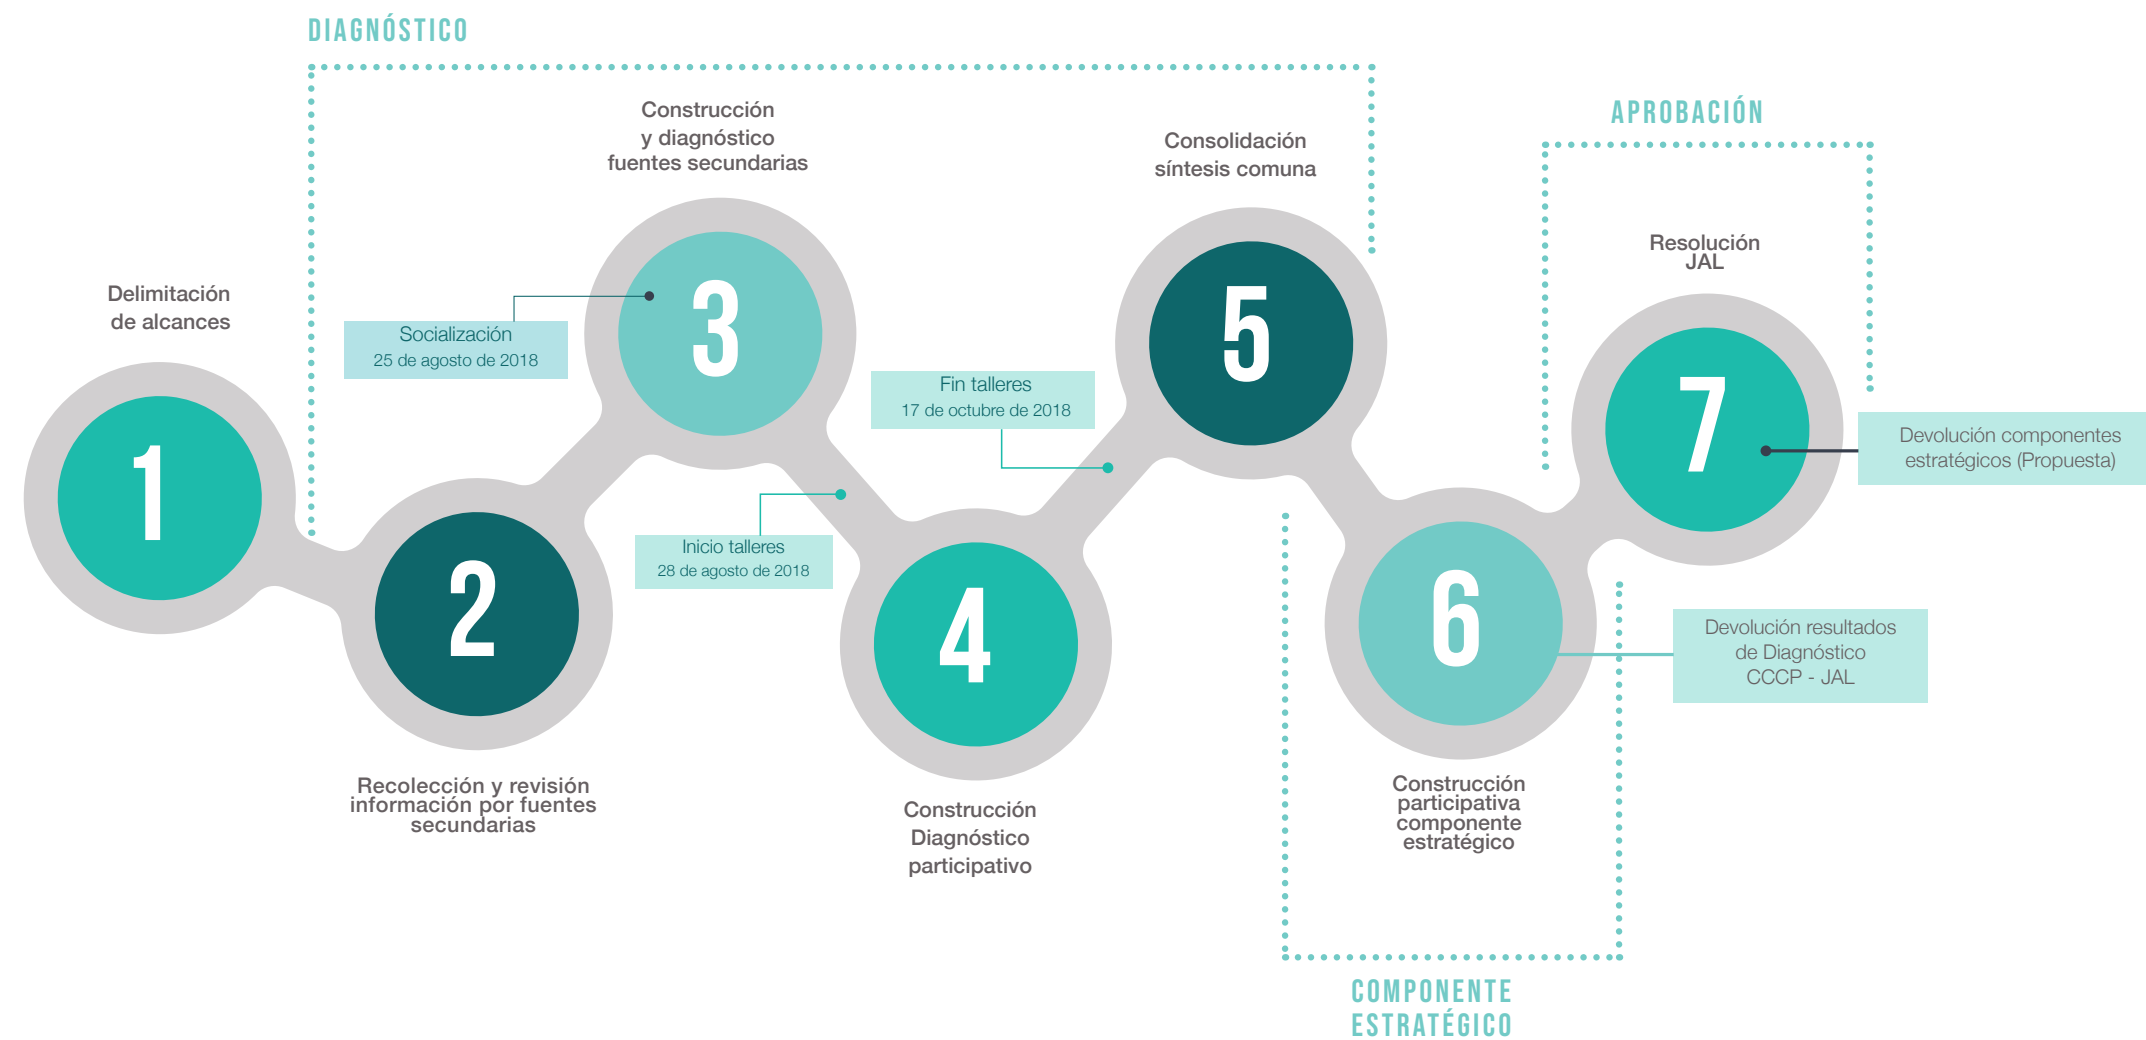 DIAGNÓSTICO
Delimitación
de alcances
1
Recolección y revisión
información por fuentes
secundarias
2
Construcción
y diagnóstico
fuentes secundarias
3
Socialización
25 de agosto de 2018
Inicio talleres
28 de agosto de 2018
4
Construcción
Diagnóstico
participativo
Fin talleres
17 de octubre de 2018
Consolidación
síntesis comuna
5
6
Construcción
participativa
componente
estratégico
Devolución resultados
de Diagnóstico
CCCP - JAL
COMPONENTE
ESTRATÉGICO
APROBACIÓN
Resolución
JAL
7
Devolución componentes
estratégicos (Propuesta)